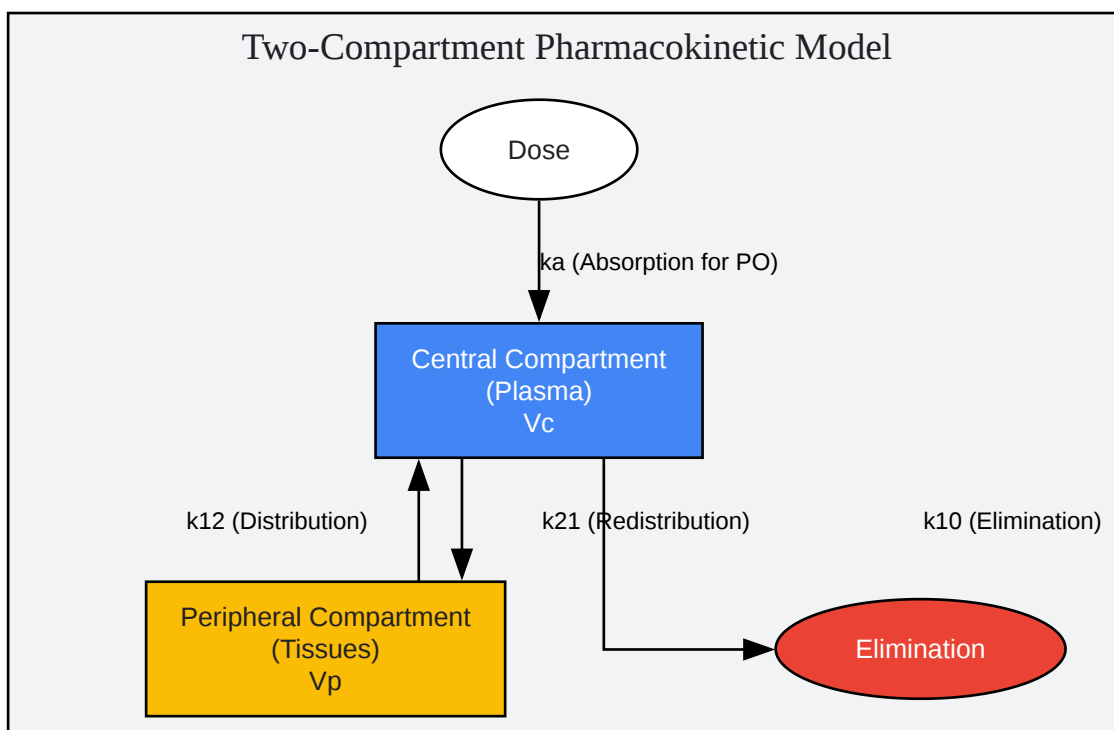 Two-Compartment Pharmacokinetic Model
Dose
ka (Absorption for PO)
Central Compartment
(Plasma)
Vc
k12 (Distribution)
k21 (Redistribution)
k10 (Elimination)
Peripheral Compartment
(Tissues)
Vp
Elimination